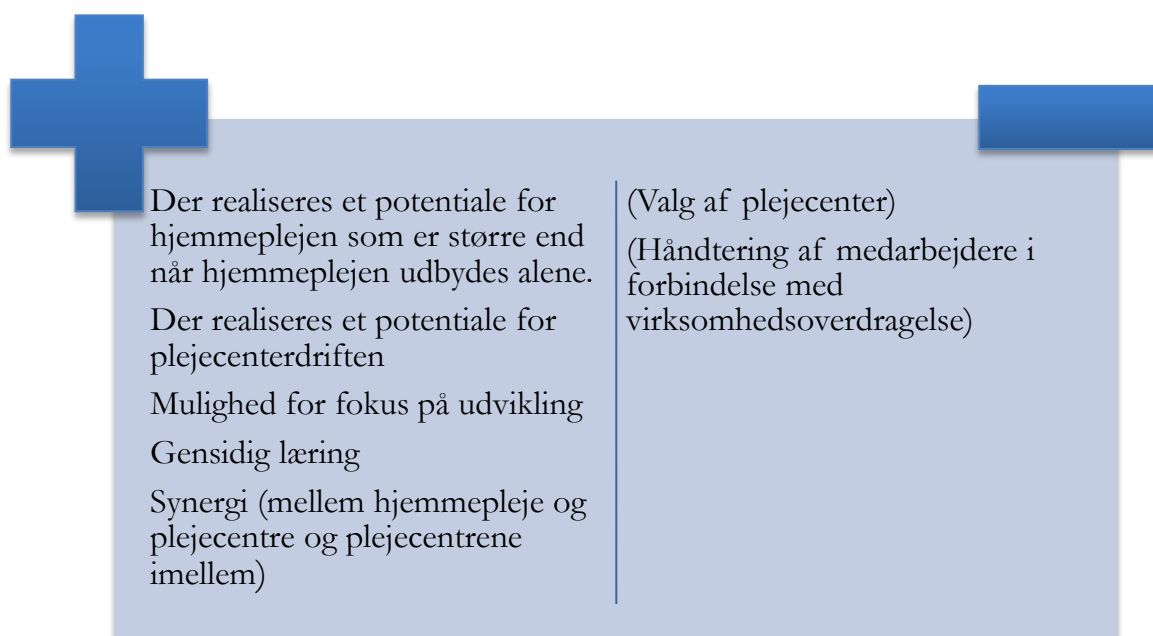 Der realiseres et potentiale for
hjemmeplejen som er større end
når hjemmeplejen udbydes alene.
Der realiseres et potentiale for
plejecenterdriften
Mulighed for fokus på udvikling
Gensidig læring
Synergi (mellem hjemmepleje og
plejecentre og plejecentrene
imellem)
(Valg af plejecenter)
(Håndtering af medarbejdere i
forbindelse med
virksomhedsoverdragelse)